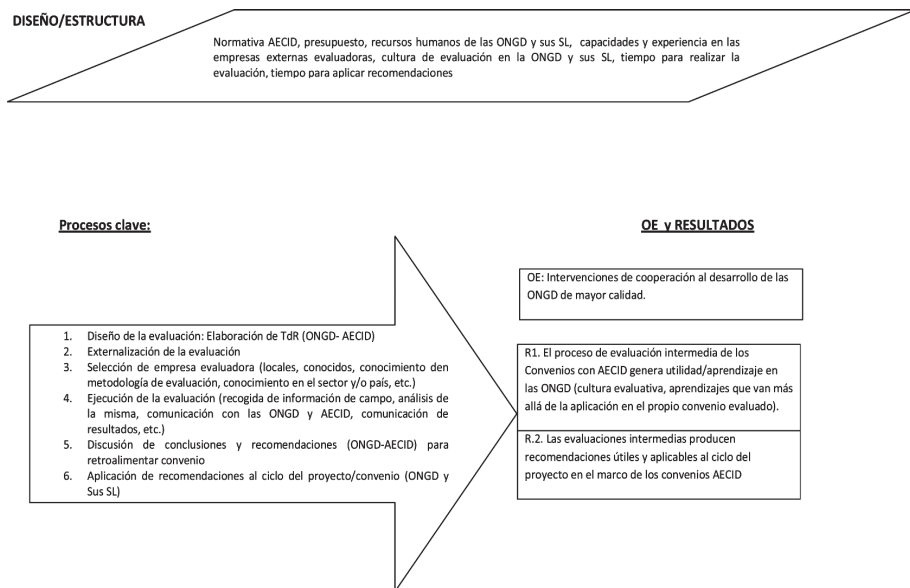 DISEÑO/ESTRUCTURA
Normativa AECID, presupuesto, recursos humanos de las ONGD y sus SL, capacidades y experiencia en las
empresas externas evaluadoras, cultura de evaluación en la ONGD y sus SL, tiempo para realizar la
evaluación, tiempo para aplicar recomendaciones
Procesos clave:
1. Diseño de la evaluación: Elaboración de TdR (ONGD- AECID)
2. Externalización de la evaluación
3. Selección de empresa evaluadora (locales, conocidos, conocimiento den
metodología de evaluación, conocimiento en el sector y/o país, etc.)
4. Ejecución de la evaluación (recogida de información de campo, análisis de
la misma, comunicación con las ONGD y AECID, comunicación de
resultados, etc.)
5. Discusión de conclusiones y recomendaciones (ONGD-AECID) para
retroalimentar convenio
6. Aplicación de recomendaciones al ciclo del proyecto/convenio (ONGD y
Sus SL)
OE y RESULTADOS
OE: Intervenciones de cooperación al desarrollo de las
ONGD de mayor calidad.
R1. El proceso de evaluación intermedia de los
Convenios con AECID genera utilidad/aprendizaje en
las ONGD (cultura evaluativa, aprendizajes que van más
allá de la aplicación en el propio convenio evaluado).
R.2. Las evaluaciones intermedias producen
recomendaciones útiles y aplicables al ciclo del
proyecto en el marco de los convenios AECID